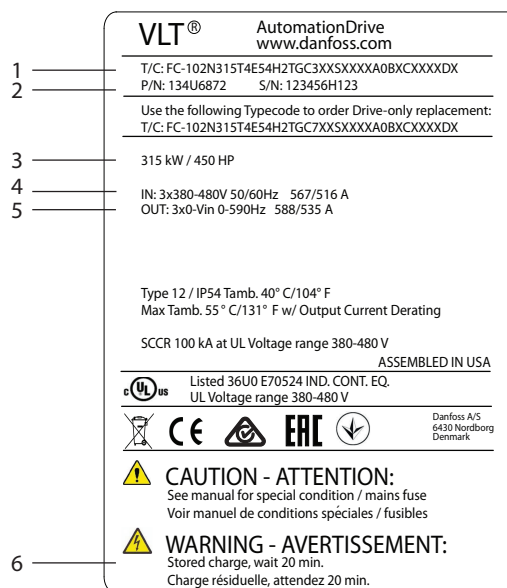 VLT® AutomationDrive
www.danfoss.com
1 T/C: FC-102N315T4E54H2TGC3XXSXXXXA0BXCXXXXDX
2 P/N: 134U6872 S/N: 123456H123
Use the following Typecode to order Drive-only replacement:
T/C: FC-102N315T4E54H2TGC7XXSXXXXA0BXCXXXXDX
3 315 kW / 450 HP
4 IN: 3x380-480V 50/60Hz 567/516 A
5 OUT: 3x0-Vin 0-590Hz 588/535 A
Type 12 / IP54 Tamb. 40° C/104° F
Max Tamb. 55° C/131° F w/ Output Current Derating
SCCR 100 kA at UL Voltage range 380-480 V
ASSEMBLED IN USA
c UL us Listed 36U0 E70524 IND. CONT. EQ.
UL Voltage range 380-480 V
CE EAC
Danfoss A/S
6430 Nordborg
Denmark
CAUTION - ATTENTION:
See manual for special condition / mains fuse
Voir manuel de conditions spéciales / fusibles
WARNING - AVERTISSEMENT:
6 Stored charge, wait 20 min.
Charge résiduelle, attendez 20 min.